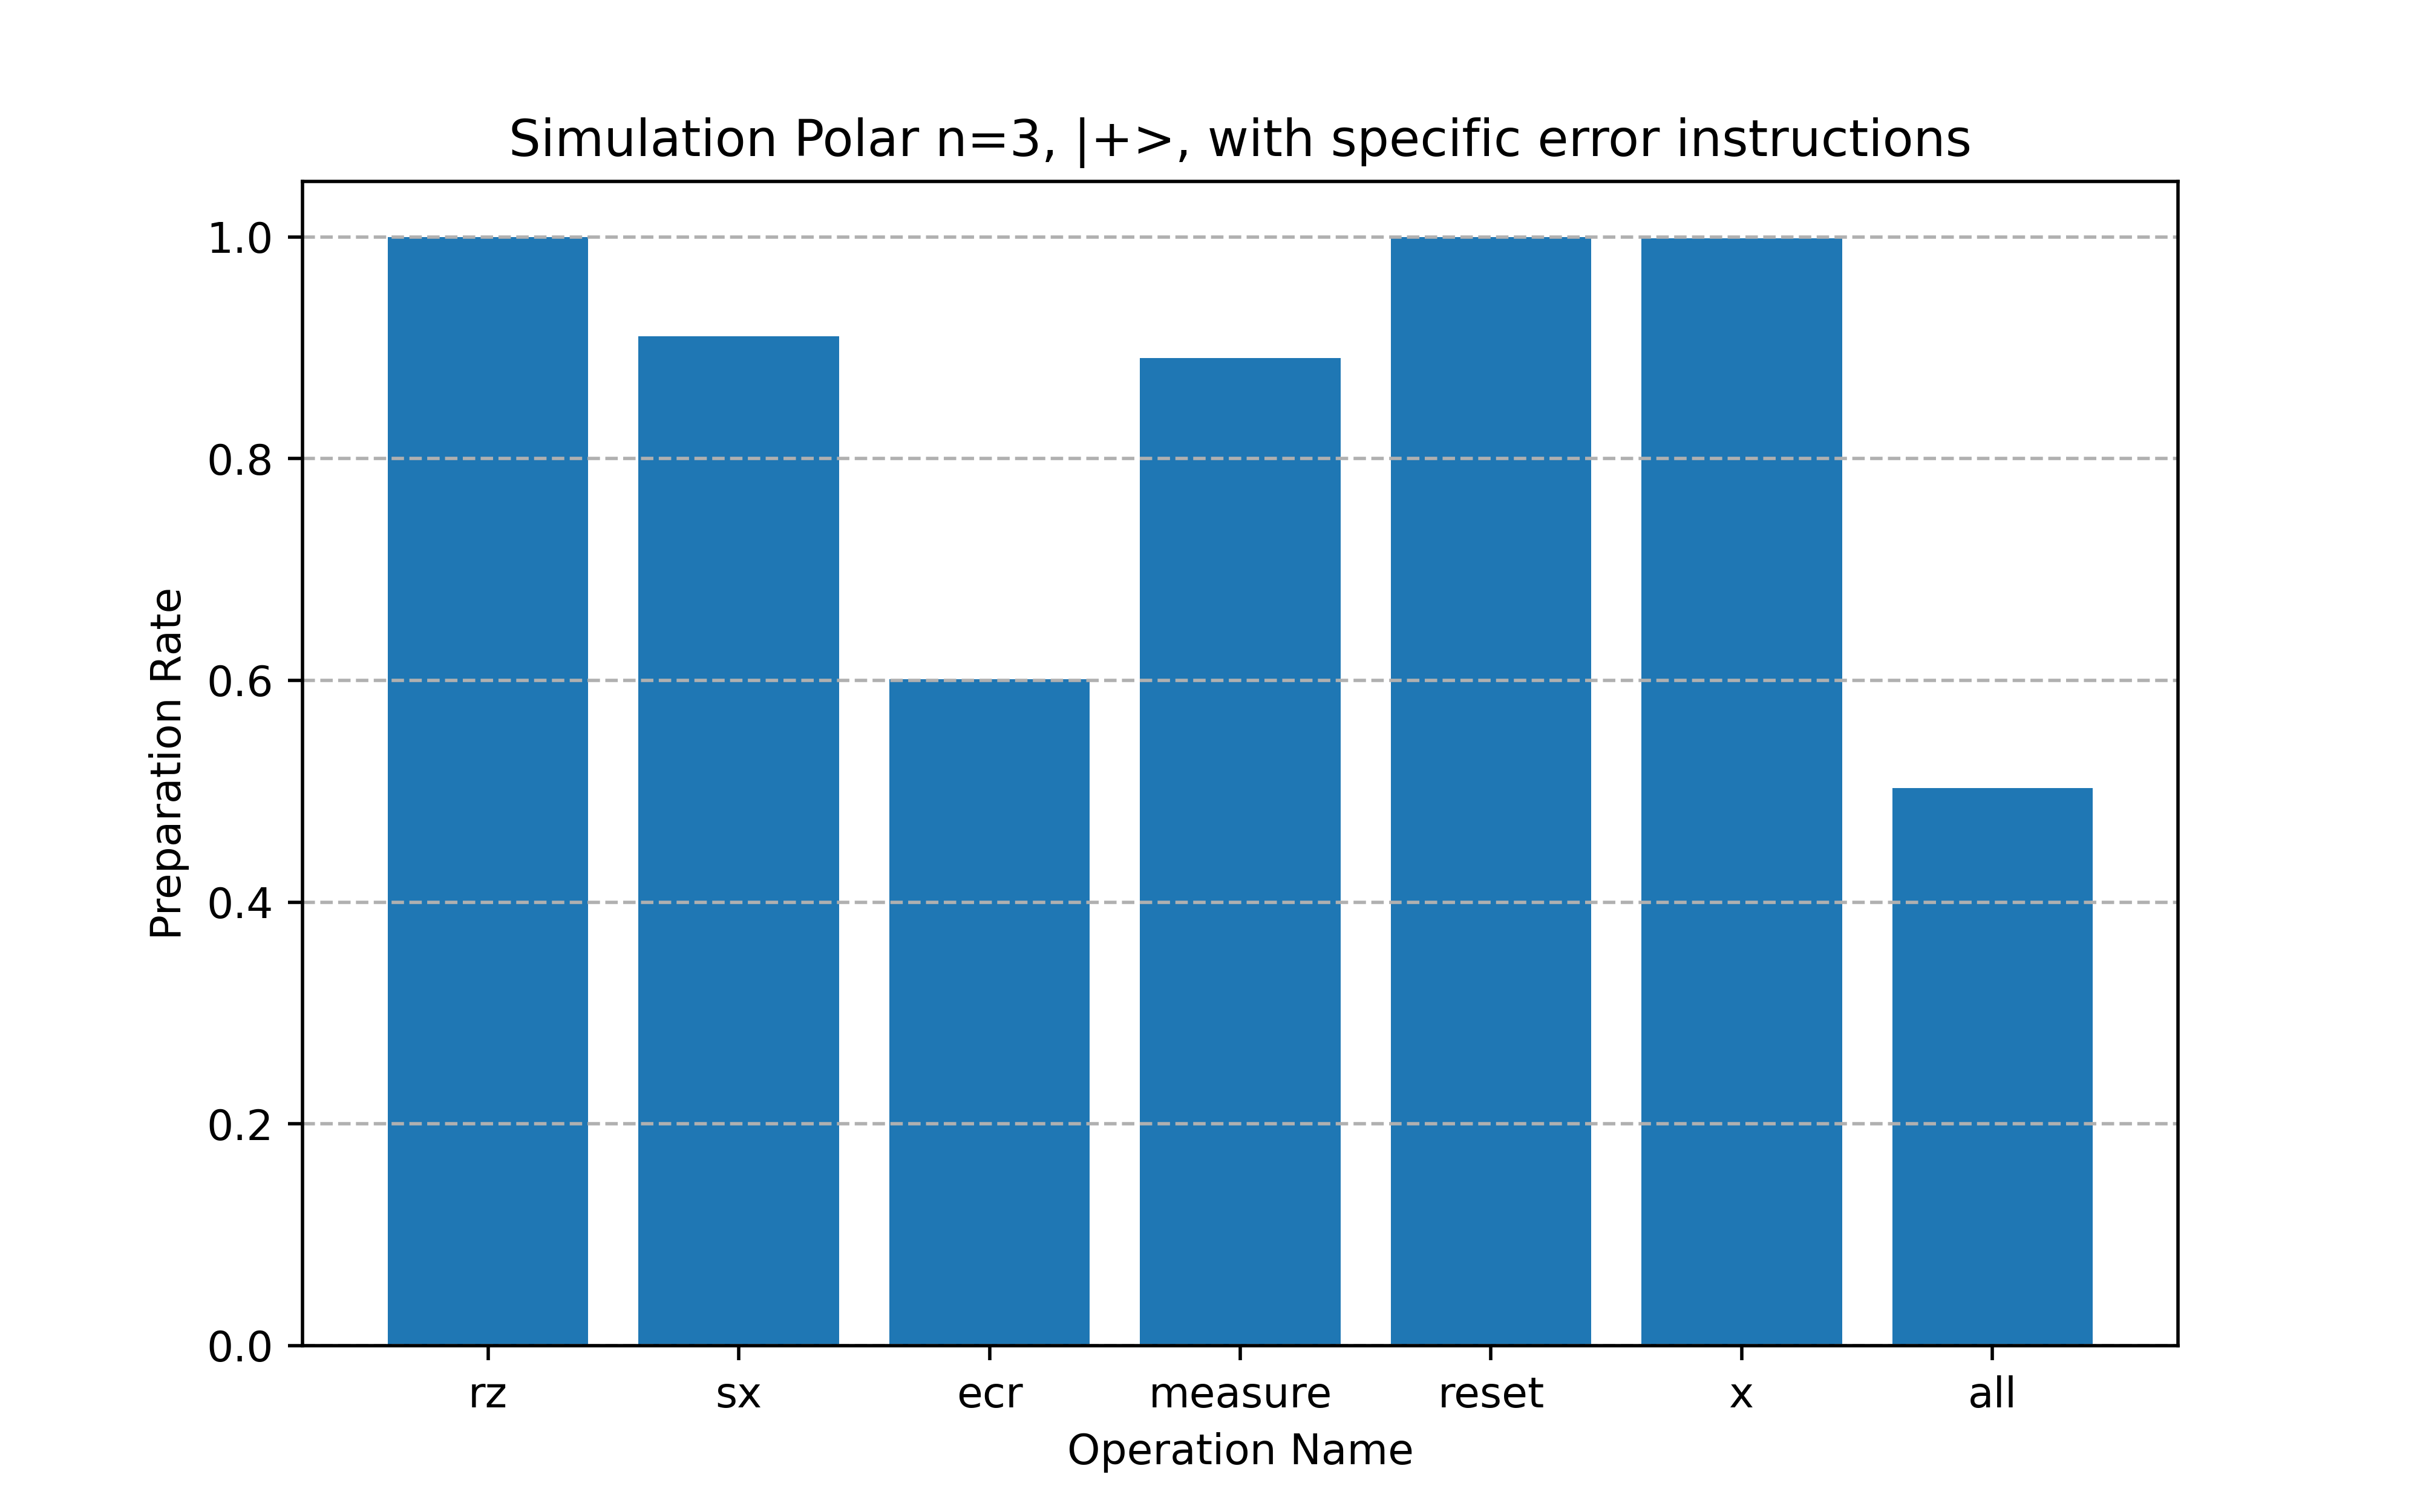 Simulation Polar n=3, |+>, with specific error instructions
1.0
0.8
0.6
0.4
0.2
0.0
Preparation Rate
rz sx ecr measure reset x all
Operation Name